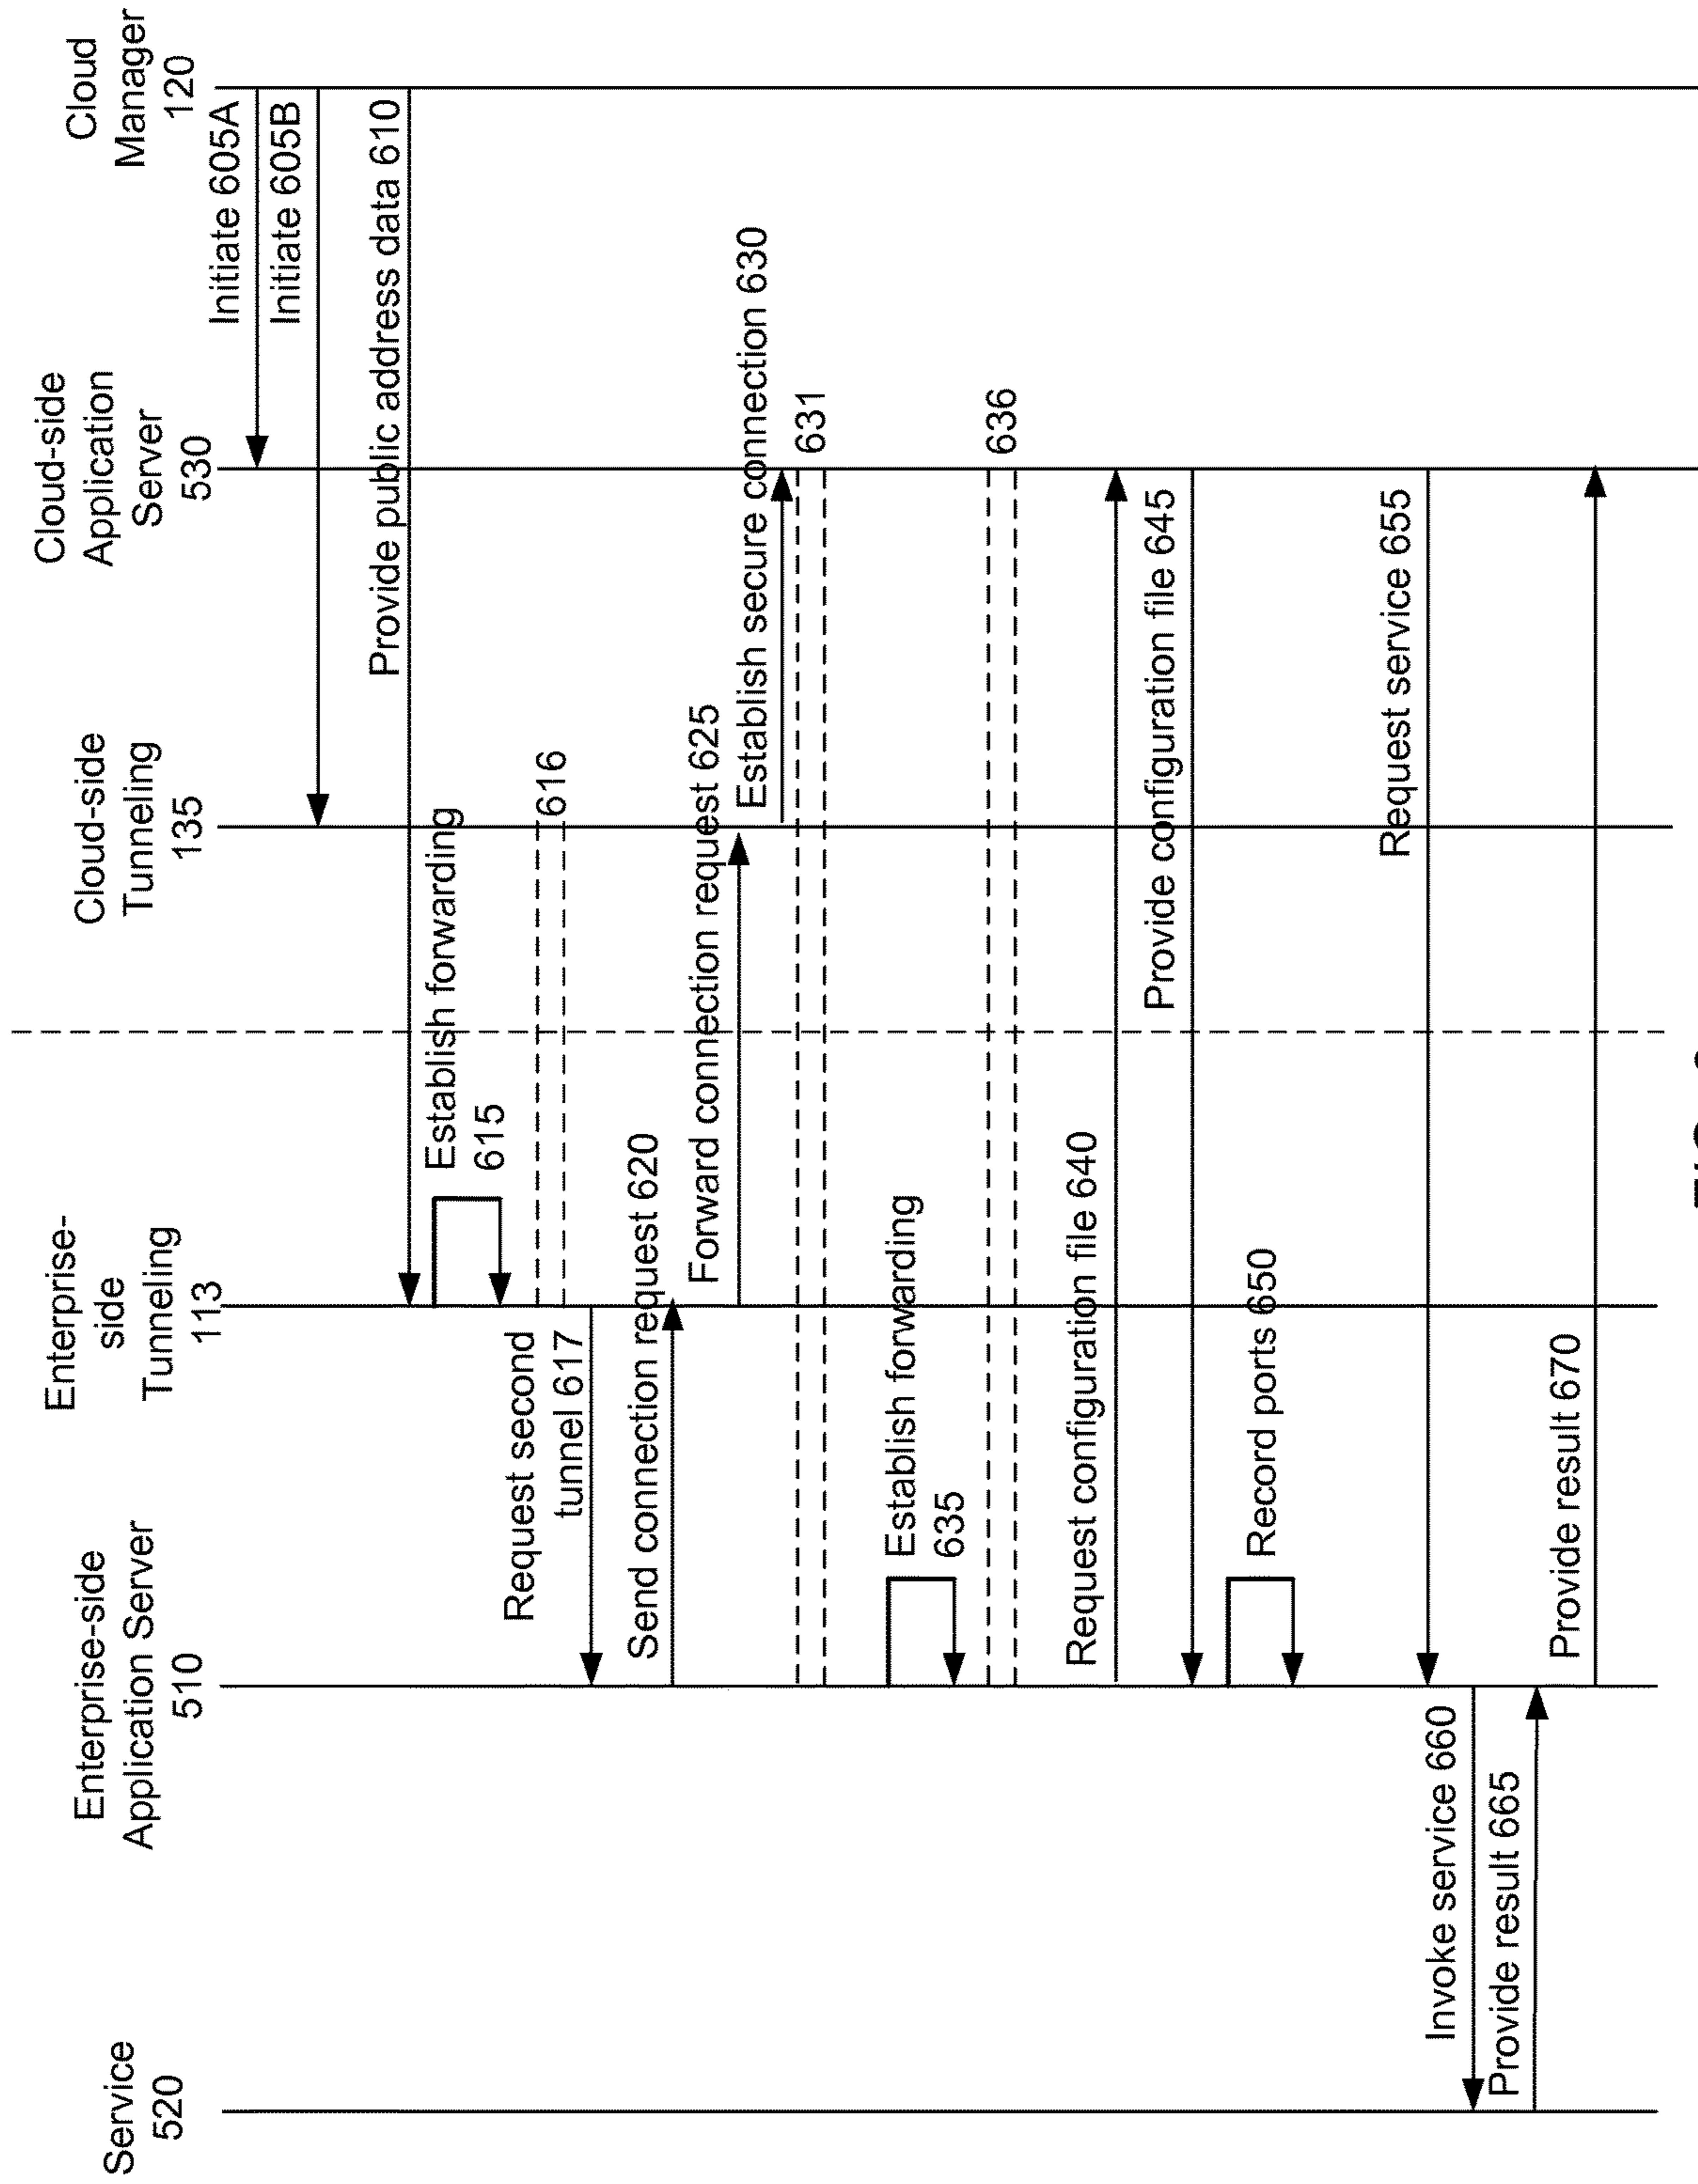 Service
520
Enterprise-side
Application Server
510
Enterprise-
side
Tunneling
113
Cloud-side
Tunneling
135
Cloud-side
Application
Server
530
Cloud
Manager
120
Initiate 605A
Initiate 605B
Provide public address data 610
Establish forwarding
615
616
Request second
tunnel 617
Send connection request 620
Forward connection request 625
Establish secure connection 630
631
Establish forwarding
635
636
Request configuration file 640
Provide configuration file 645
Record ports 650
Request service 655
Invoke service 660
Provide result 665
Provide result 670